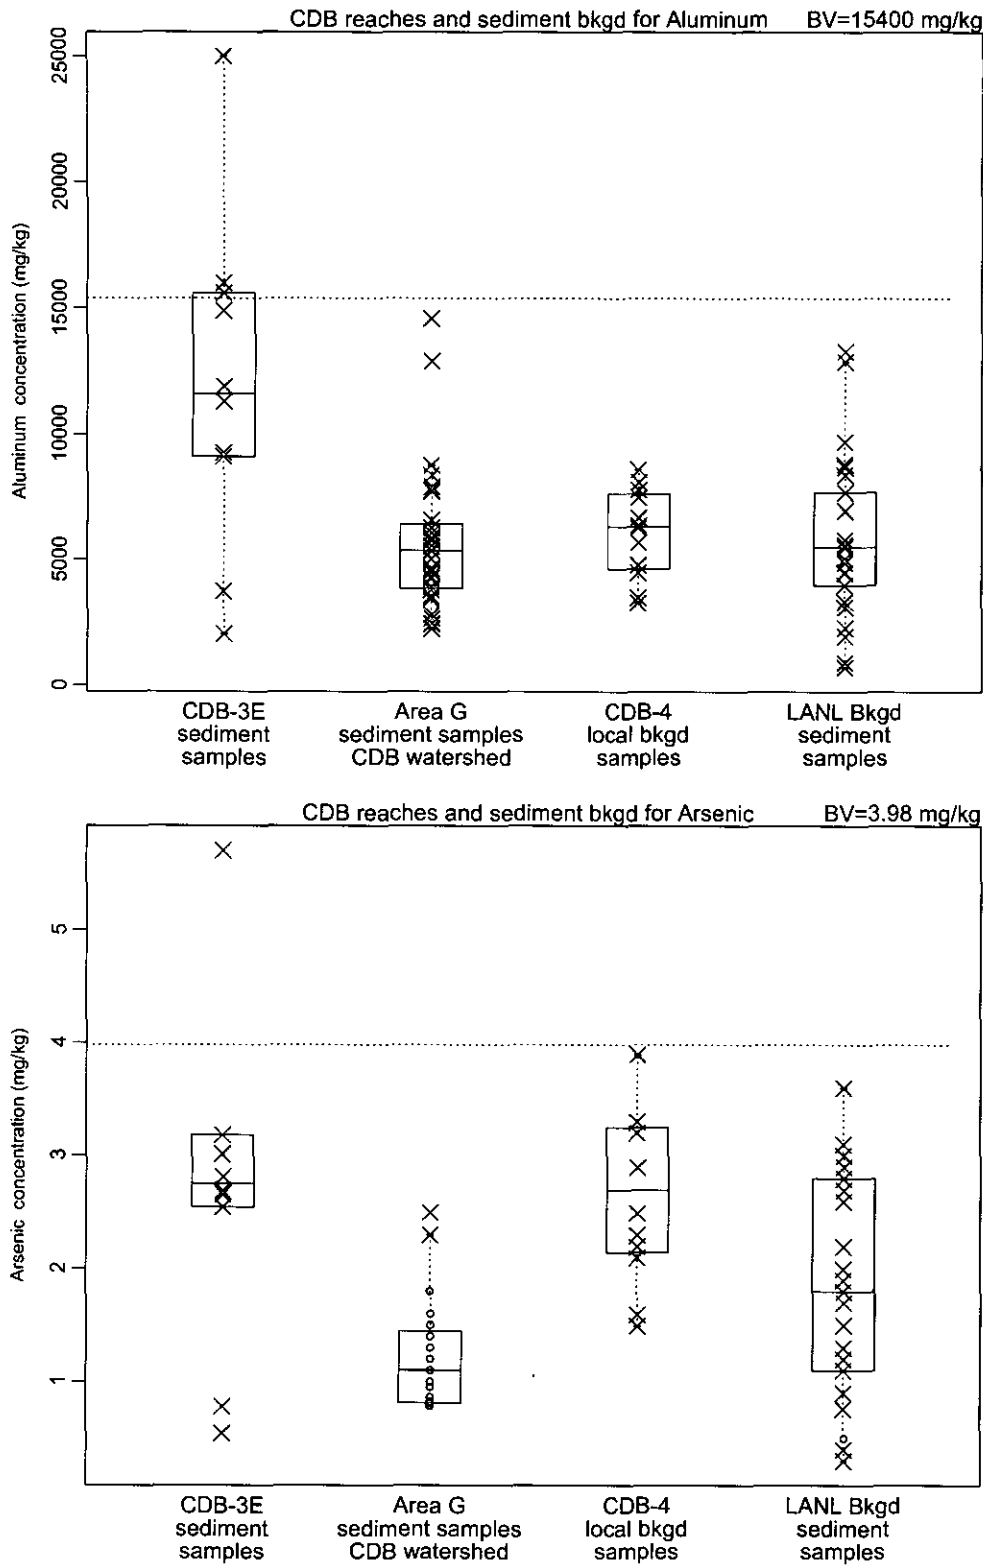 CDB reaches and sediment bkgd for Aluminum BV=15400 mg/kg
Aluminum concentration (mg/kg)
25000
20000
15000
10000
5000
0
CDB-3E
sediment
samples
Area G
sediment samples
CDB watershed
CDB-4
local bkgd
samples
LANL Bkgd
sediment
samples
CDB reaches and sediment bkgd for Arsenic BV=3.98 mg/kg
Arsenic concentration (mg/kg)
5
4
3
2
1
CDB-3E
sediment
samples
Area G
sediment samples
CDB watershed
CDB-4
local bkgd
samples
LANL Bkgd
sediment
samples